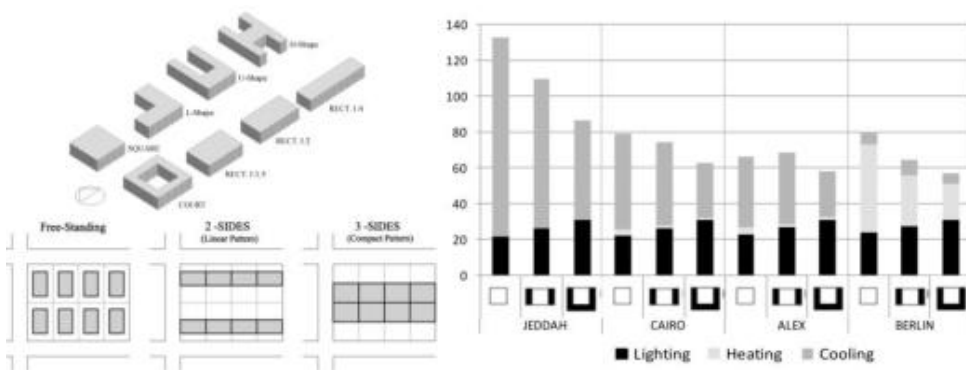 H-Shape
U-Shape
L-Shape
RECT. 1:4
RECT. 1:2
SQUARE
RECT. 1:1.5
COURT
Free-Standing
2 -SIDES
(Linear Pattern)
3 -SIDES
(Compact Pattern)
140
120
100
80
60
40
20
0
JEDDAH
CAIRO
ALEX
BERLIN
Lighting
Heating
Cooling